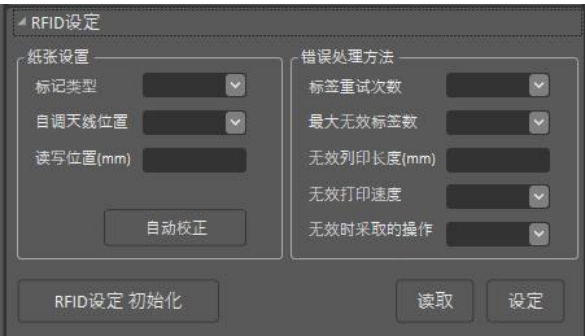 RFID设定
纸张设置
标记类型
自调天线位置
读写位置(mm)
自动校正
错误处理方法
标签重试次数
最大无效标签数
无效列印长度(mm)
无效打印速度
无效时采取的操作
RFID设定 初始化
读取
设定